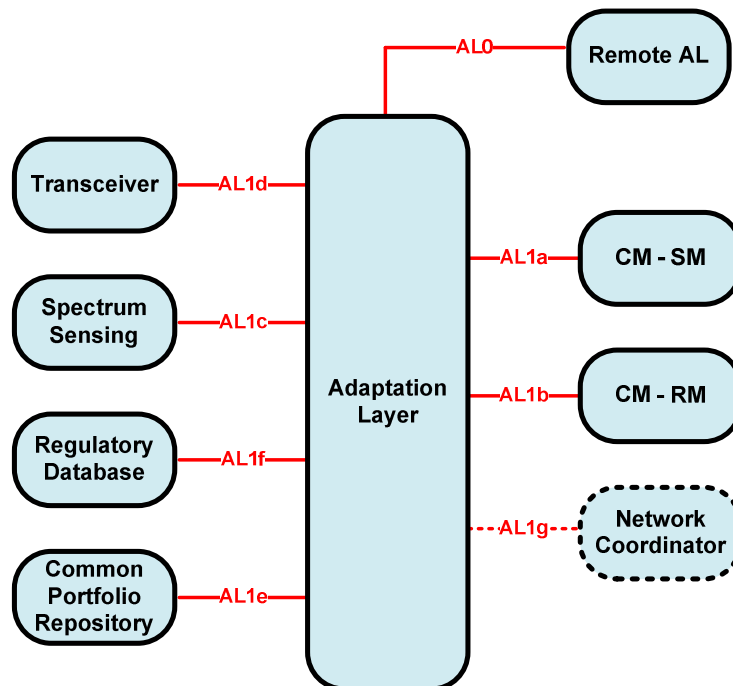 AL0
Remote AL
Transceiver
AL1d
AL1a
CM - SM
Spectrum
Sensing
AL1c
Adaptation
Layer
AL1b
CM - RM
Regulatory
Database
AL1f
AL1g
Network
Coordinator
Common
Portfolio
Repository
AL1e